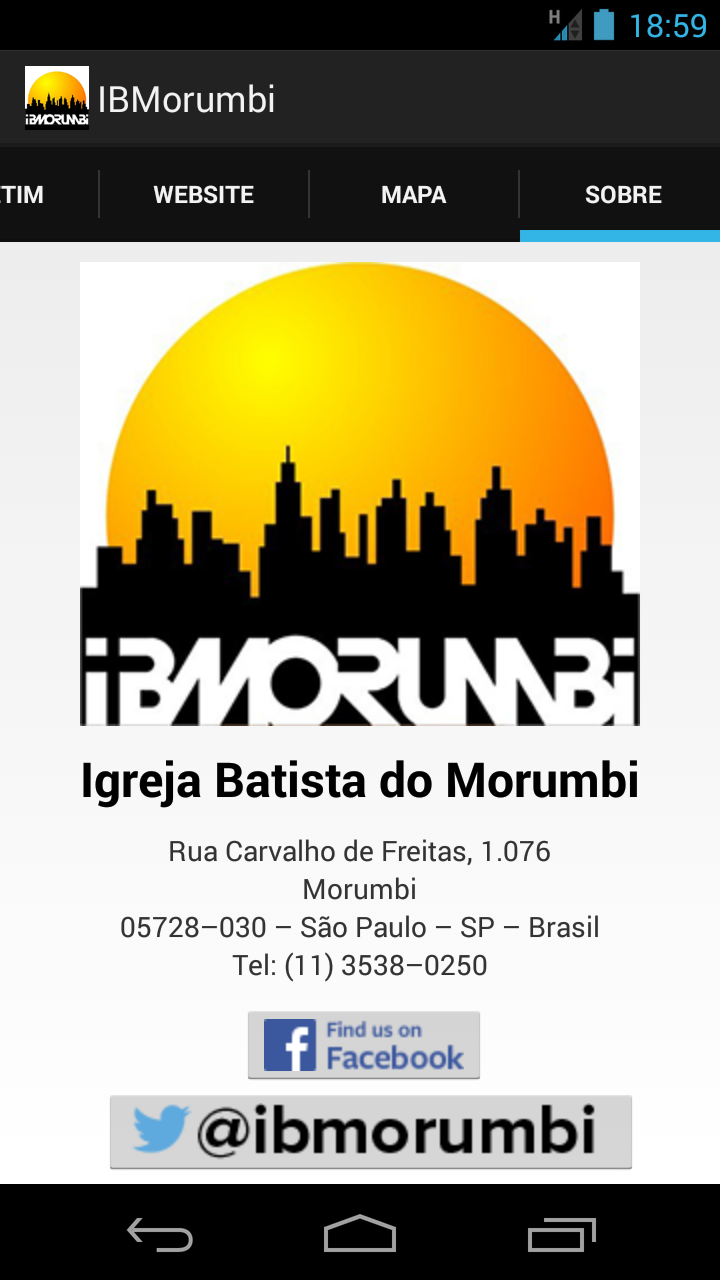 H 18:59
iBMORUMBi IBMorumbi
TIM WEBSITE MAPA SOBRE
iBMORUMBi
Igreja Batista do Morumbi
Rua Carvalho de Freitas, 1.076
Morumbi
05728–030 – São Paulo – SP – Brasil
Tel: (11) 3538–0250
Find us on
Facebook
@ibmorumbi